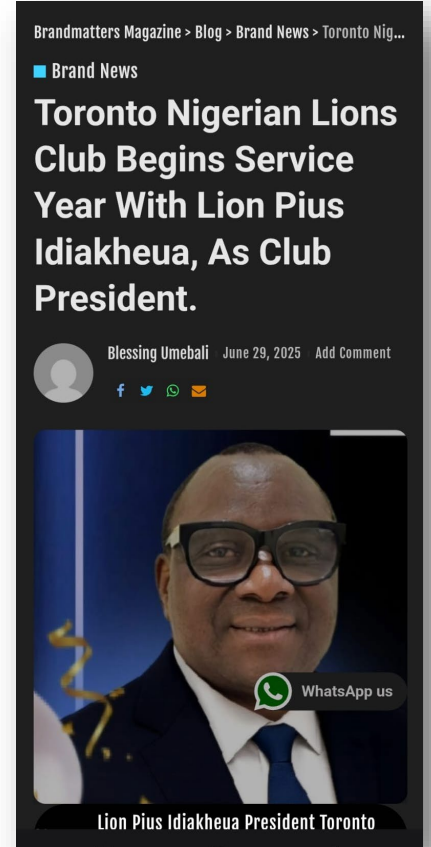 Brandmatters Magazine > Blog > Brand News > Toronto Nig...
Brand News
Toronto Nigerian Lions
Club Begins Service
Year With Lion Pius
Idiakheua, As Club
President.
Blessing Umebali June 29, 2025 Add Comment
WhatsApp us
Lion Pius Idiakheua President Toronto